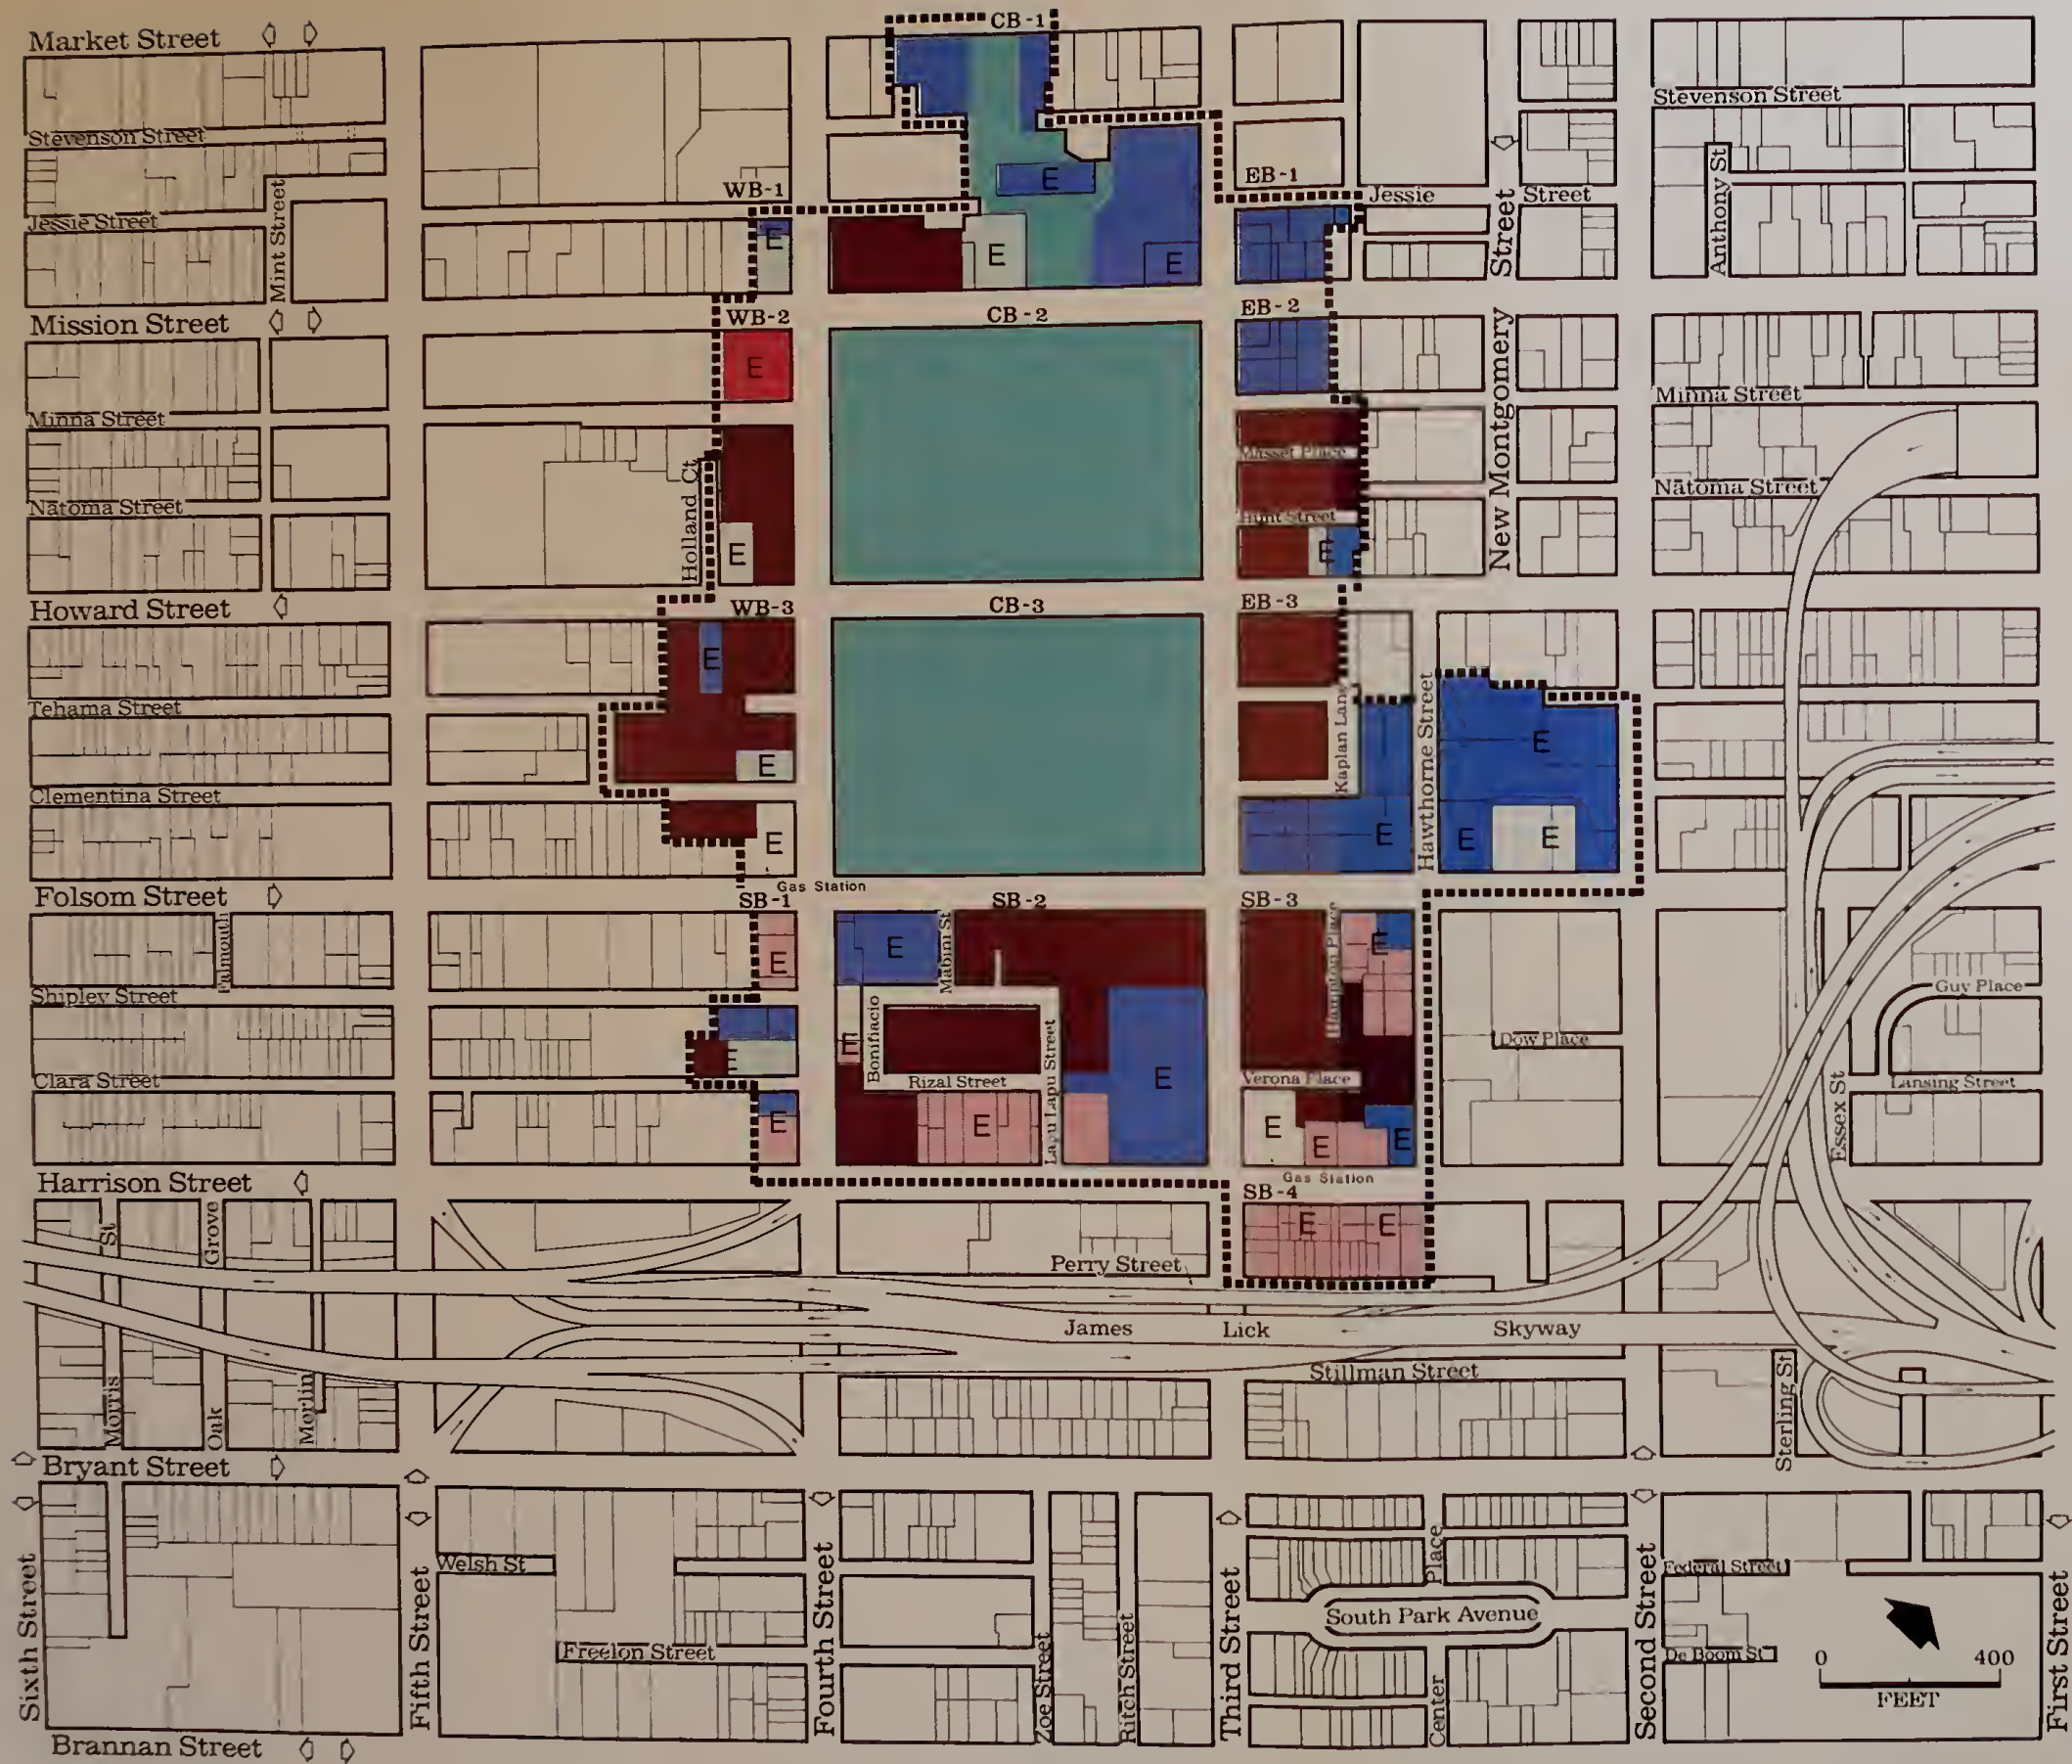 CB-1
Market Street
Stevenson Street
Stevenson Street
Anthony St
WB-1
EB-1
Jessie
Street
Jessie Street
Mint Street
E
E
E
E
Street
Mission Street
WB-2
CB-2
EB-2
New Montgomery
E
Minna Street
Minna Street
Masset Place
Natoma Street
Natoma Street
Hunt Street
Holland Ct
E
E
Howard Street
WB-3
CB-3
EB-3
E
Tehama Street
Kaplan Lane
Hawthorne Street
E
E
Clementina Street
E
E
E
E
Gas Station
Folsom Street
SB-1
SB-2
SB-3
Falmouth
Mabini St
Hampton Place
E
E
E
Shipley Street
Guy Place
Bonifiacio
Lapu Lapu Street
E
E
E
Dow Place
Clara Street
Rizal Street
Verona Place
Lansing Street
Essex St
E
E
E
E
E
Gas Station
Harrison Street
SB-4
E
E
St
Grove
Perry Street
James
Lick
Skyway
Stillman Street
Sterling St
Morris
Oak
Merlin
Bryant Street
Welsh St
Place
Federal Street
Sixth Street
Fifth Street
Fourth Street
Zoe Street
Ritch Street
Third Street
South Park Avenue
Second Street
First Street
Freelon Street
De Boom St
Center
0
400
FEET
Brannan Street